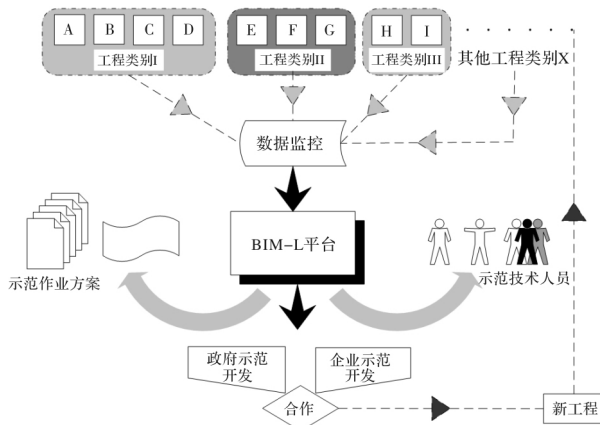 A B C D E F G H I
工程类别I 工程类别II 工程类别III 其他工程类别X
数据监控
BIM-L平台
示范作业方案 示范技术人员
政府示范 企业示范
开发 开发
合作 新工程